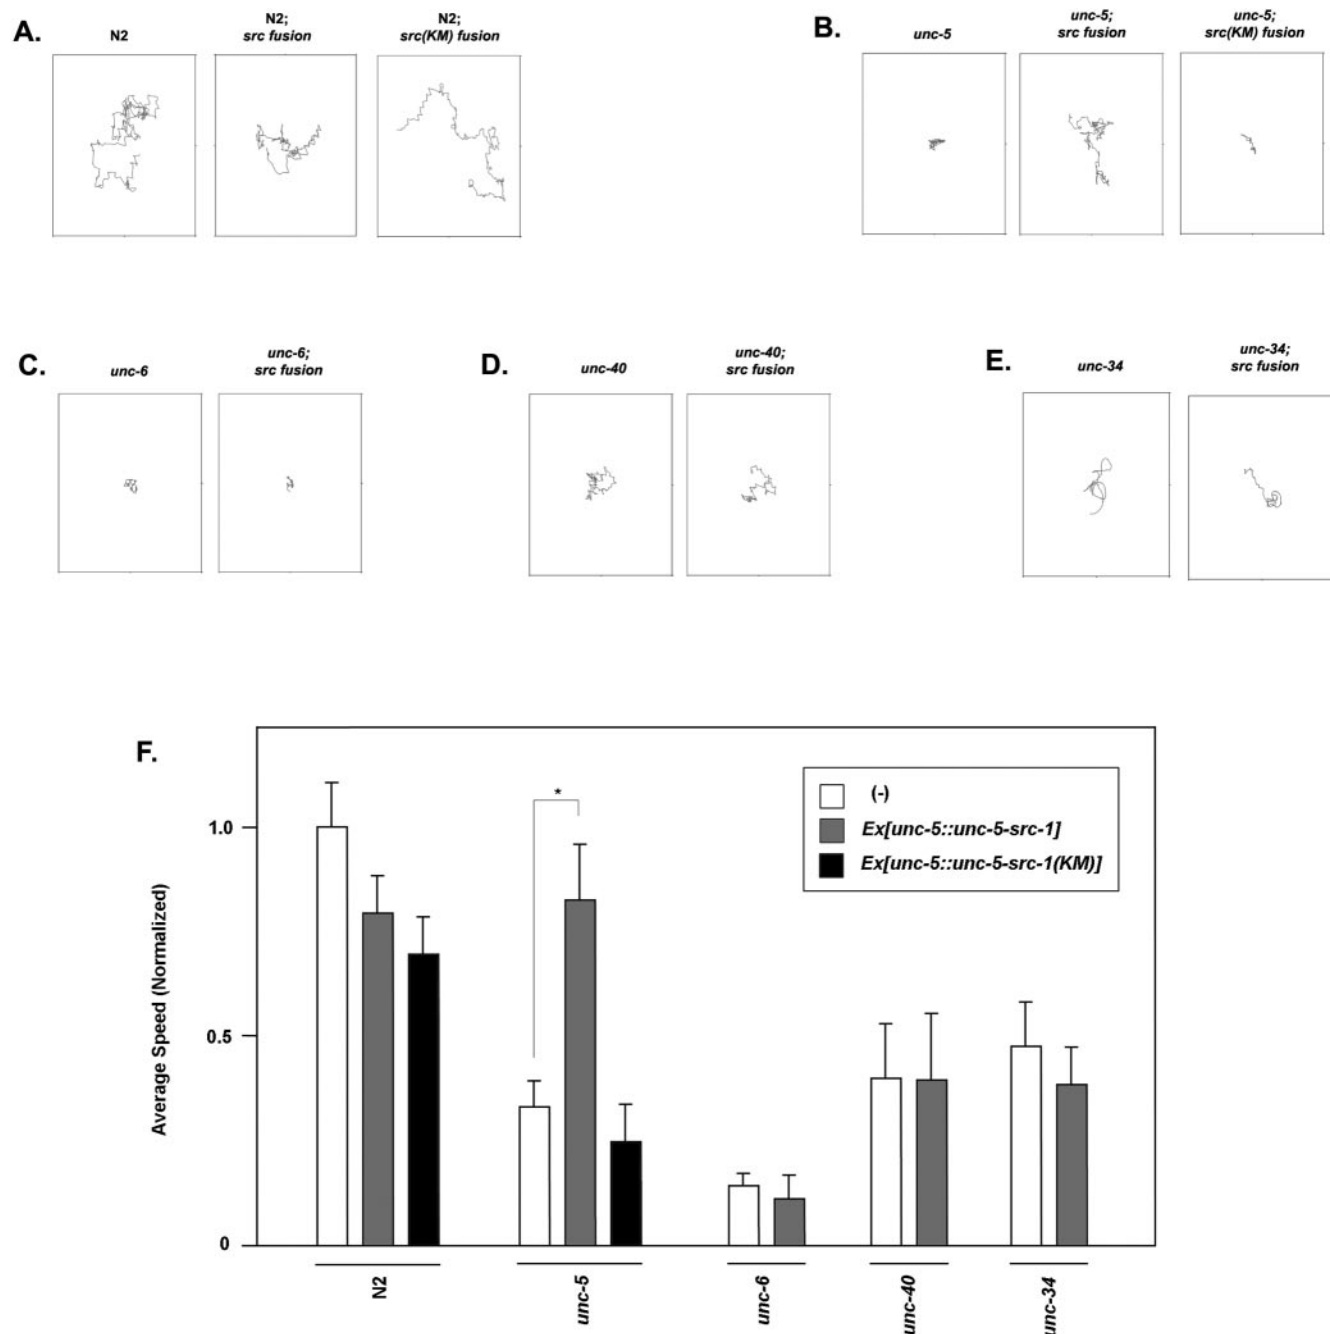 A.
N2
N2;
src fusion
N2;
src(KM) fusion
B.
unc-5
unc-5;
src fusion
unc-5;
src(KM) fusion
C.
unc-6
unc-6;
src fusion
D.
unc-40
unc-40;
src fusion
E.
unc-34
unc-34;
src fusion
F.
Average Speed (Normalized)
1.0
0.5
0
*
(-)
Ex[unc-5::unc-5-src-1]
Ex[unc-5::unc-5-src-1(KM)]
N2
unc-5
unc-6
unc-40
unc-34